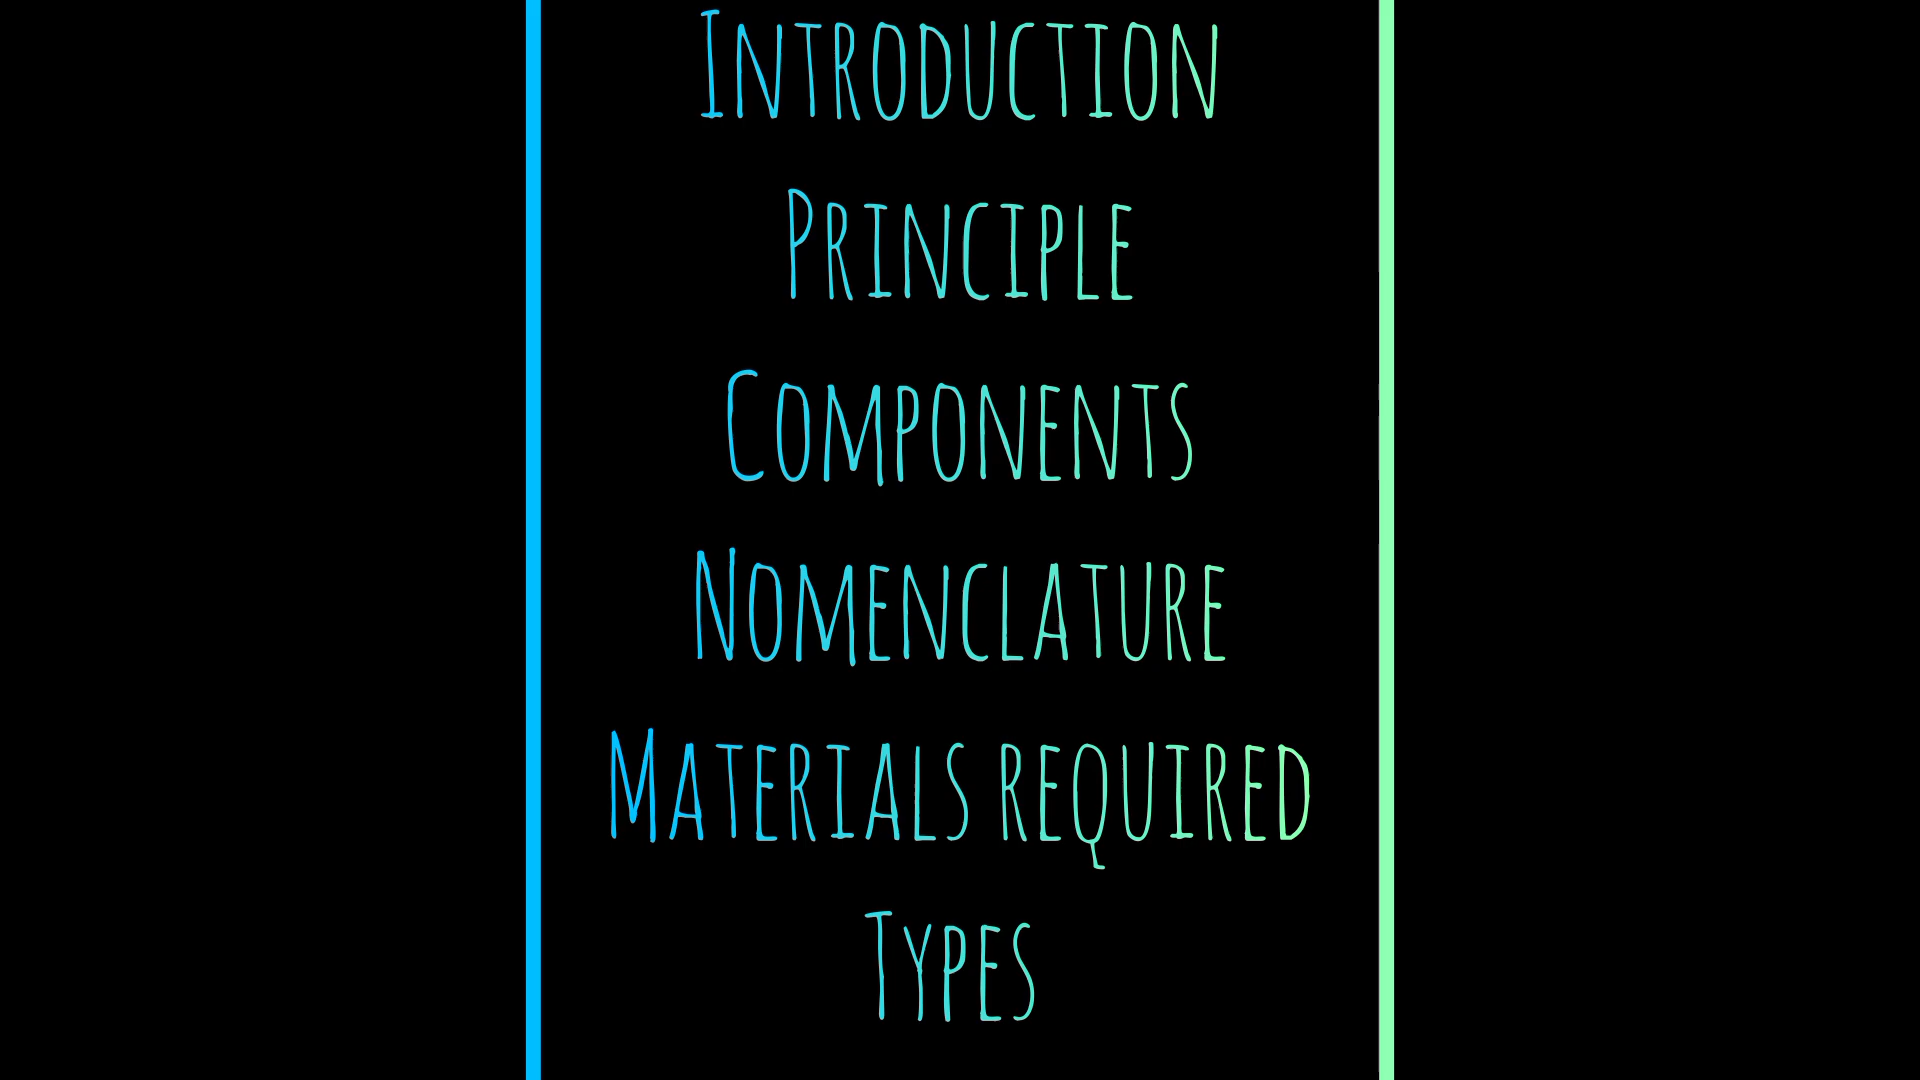 Introduction
Principle
Components
Nomenclature
Materials required
Types